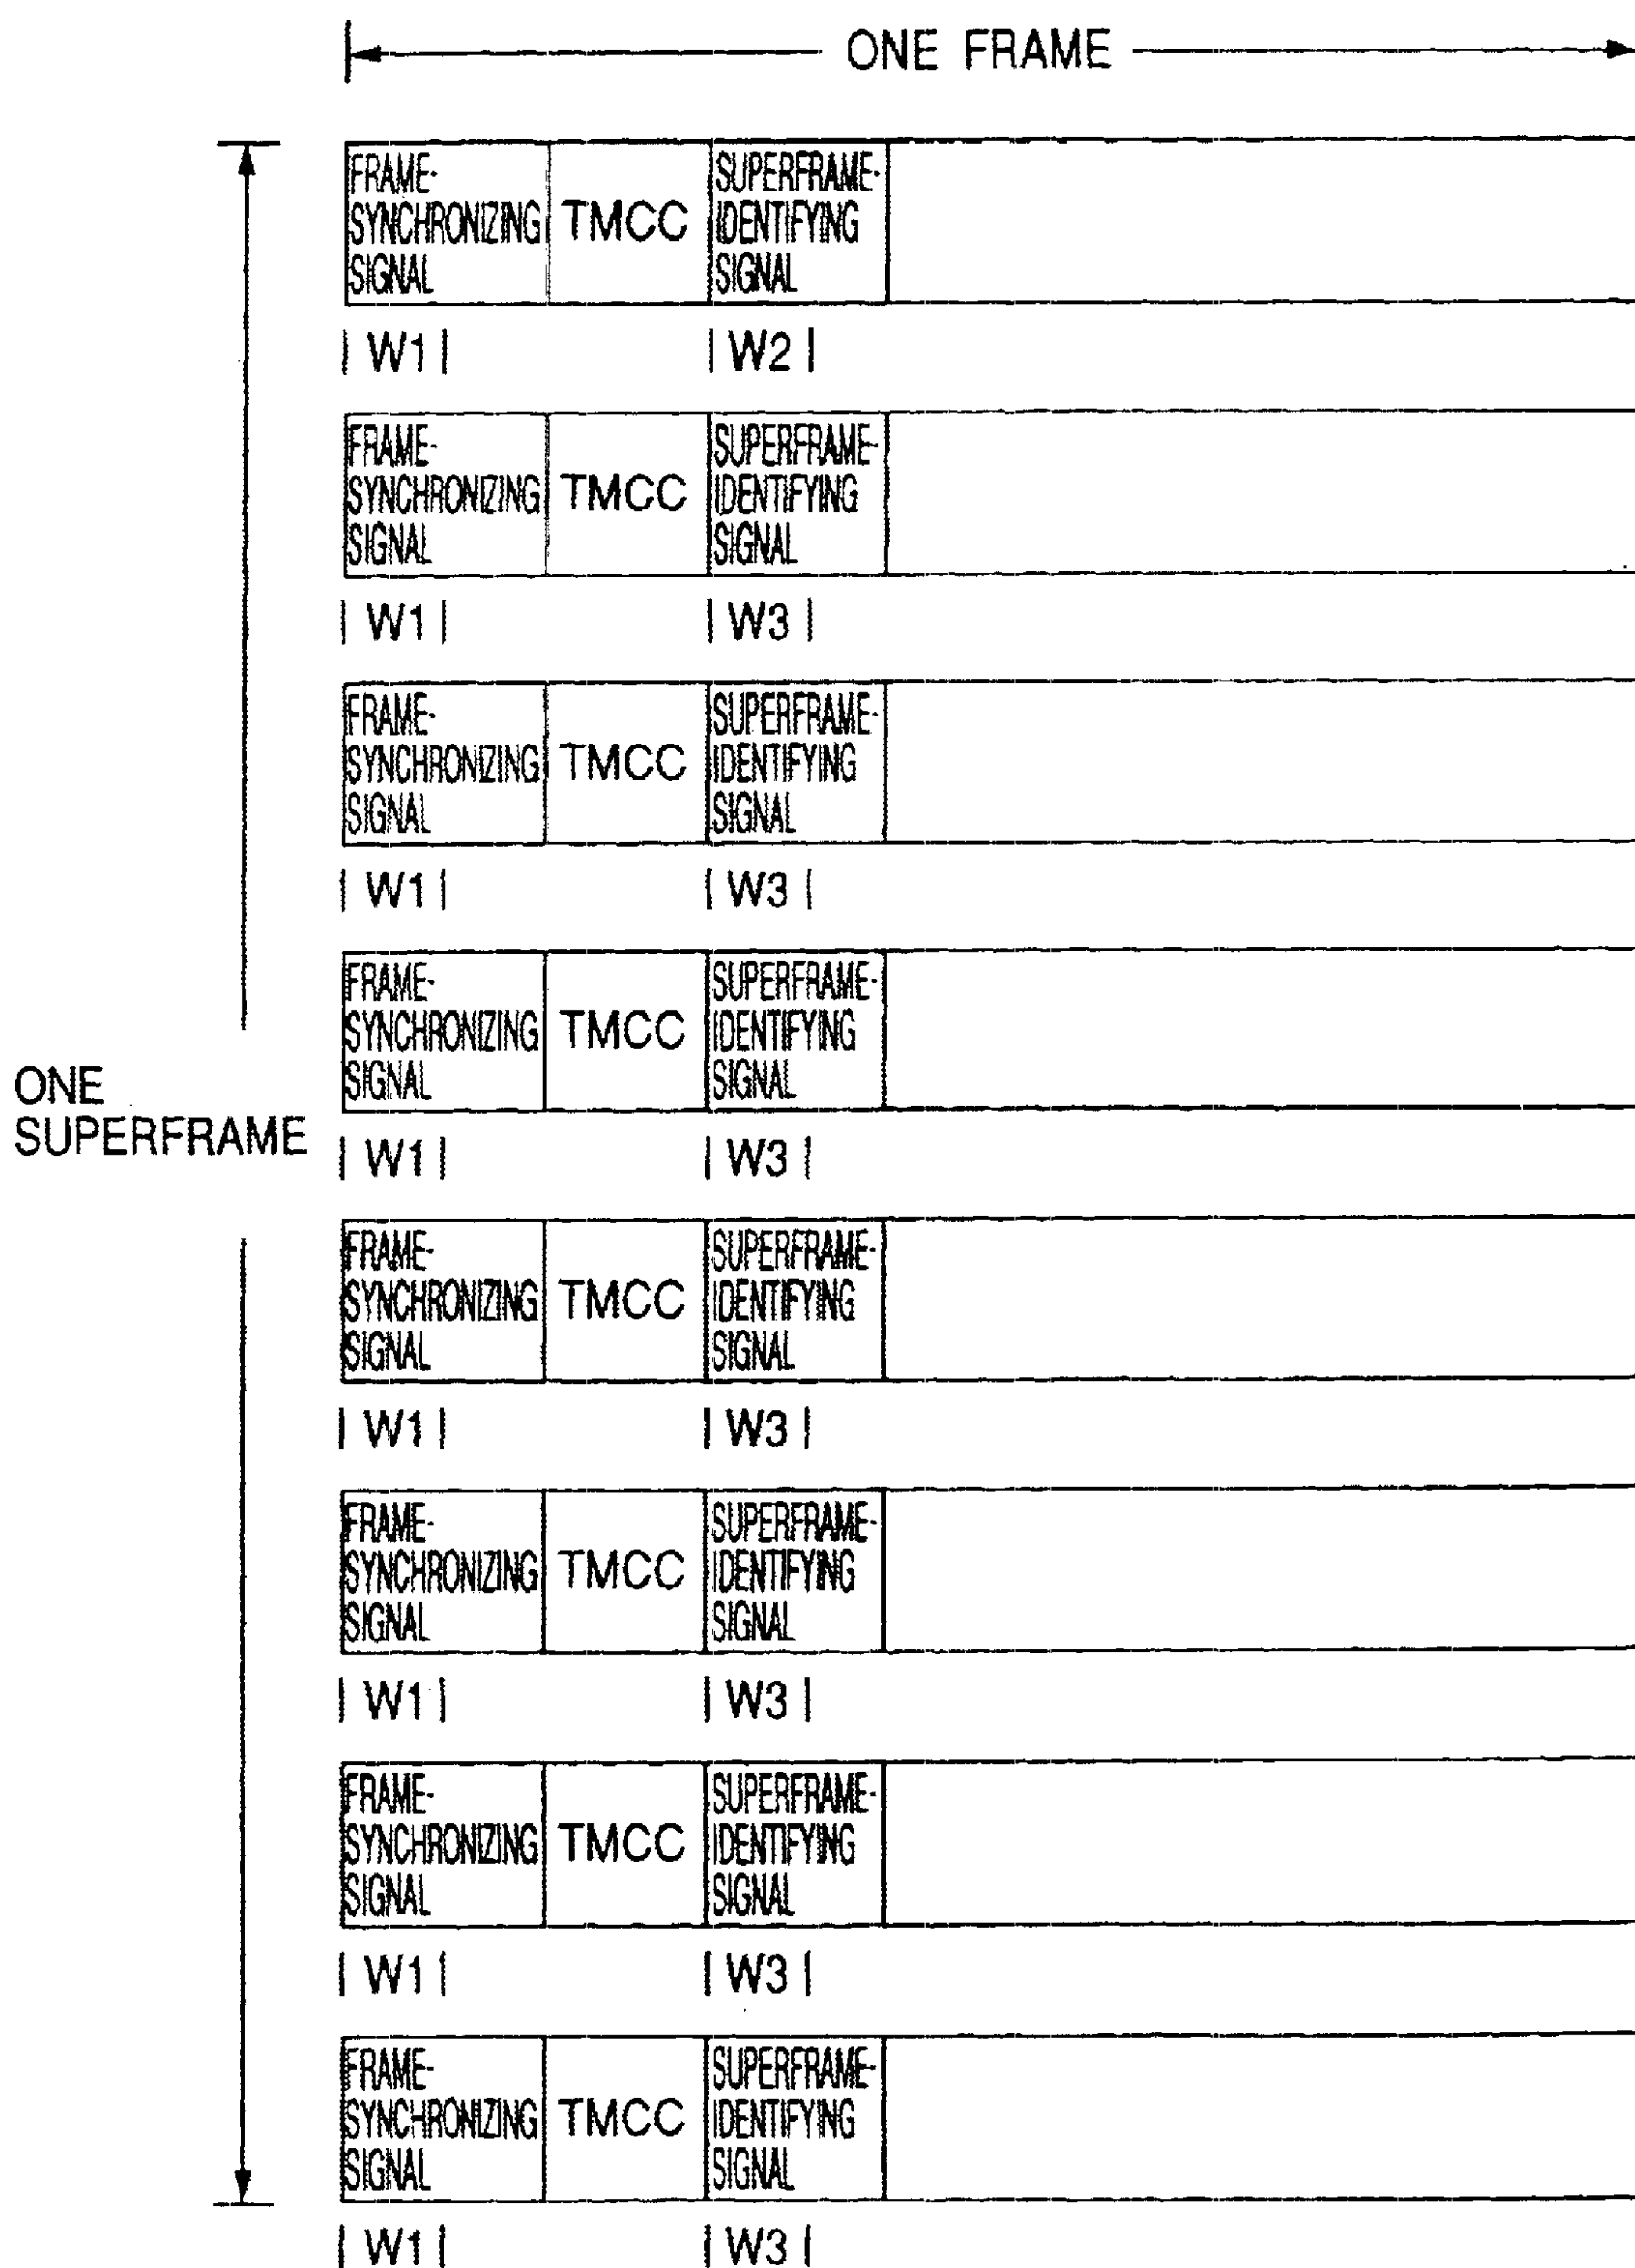 ONE FRAME
FRAME-
SYNCHRONIZING
SIGNAL
TMCC
SUPERFRAME-
IDENTIFYING
SIGNAL
W1
W2
FRAME-
SYNCHRONIZING
SIGNAL
TMCC
SUPERFRAME-
IDENTIFYING
SIGNAL
W1
W3
FRAME-
SYNCHRONIZING
SIGNAL
TMCC
SUPERFRAME-
IDENTIFYING
SIGNAL
W1
W3
FRAME-
SYNCHRONIZING
SIGNAL
TMCC
SUPERFRAME-
IDENTIFYING
SIGNAL
ONE
SUPERFRAME
W1
W3
FRAME-
SYNCHRONIZING
SIGNAL
TMCC
SUPERFRAME-
IDENTIFYING
SIGNAL
W1
W3
FRAME-
SYNCHRONIZING
SIGNAL
TMCC
SUPERFRAME-
IDENTIFYING
SIGNAL
W1
W3
FRAME-
SYNCHRONIZING
SIGNAL
TMCC
SUPERFRAME-
IDENTIFYING
SIGNAL
W1
W3
FRAME-
SYNCHRONIZING
SIGNAL
TMCC
SUPERFRAME-
IDENTIFYING
SIGNAL
W1
W3